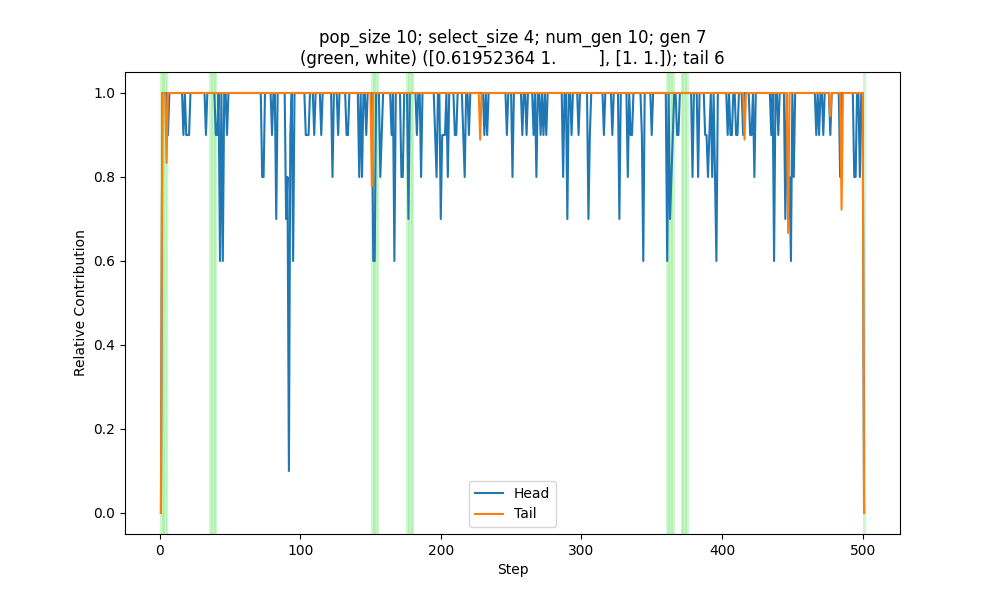 pop_size 10; select_size 4; num_gen 10; gen 7
(green, white) ([0.61952364 1.        ], [1. 1.]); tail 6
1.0
0.8
0.6
0.4
0.2
0.0
Relative Contribution
Head
Tail
0
100
200
300
400
500
Step